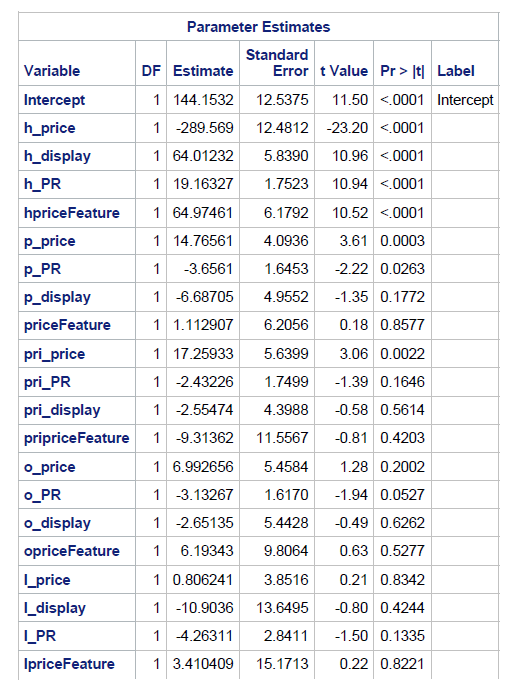 Parameter Estimates
Variable DF Estimate Standard Error t Value Pr > |t| Label
Intercept 1 144.1532 12.5375 11.50 <.0001 Intercept
h_price 1 -289.569 12.4812 -23.20 <.0001
h_display 1 64.01232 5.8390 10.96 <.0001
h_PR 1 19.16327 1.7523 10.94 <.0001
hpriceFeature 1 64.97461 6.1792 10.52 <.0001
p_price 1 14.76561 4.0936 3.61 0.0003
p_PR 1 -3.6561 1.6453 -2.22 0.0263
p_display 1 -6.68705 4.9552 -1.35 0.1772
priceFeature 1 1.112907 6.2056 0.18 0.8577
pri_price 1 17.25933 5.6399 3.06 0.0022
pri_PR 1 -2.43226 1.7499 -1.39 0.1646
pri_display 1 -2.55474 4.3988 -0.58 0.5614
pripriceFeature 1 -9.31362 11.5567 -0.81 0.4203
o_price 1 6.992656 5.4584 1.28 0.2002
o_PR 1 -3.13267 1.6170 -1.94 0.0527
o_display 1 -2.65135 5.4428 -0.49 0.6262
opriceFeature 1 6.19343 9.8064 0.63 0.5277
l_price 1 0.806241 3.8516 0.21 0.8342
l_display 1 -10.9036 13.6495 -0.80 0.4244
l_PR 1 -4.26311 2.8411 -1.50 0.1335
lpriceFeature 1 3.410409 15.1713 0.22 0.8221